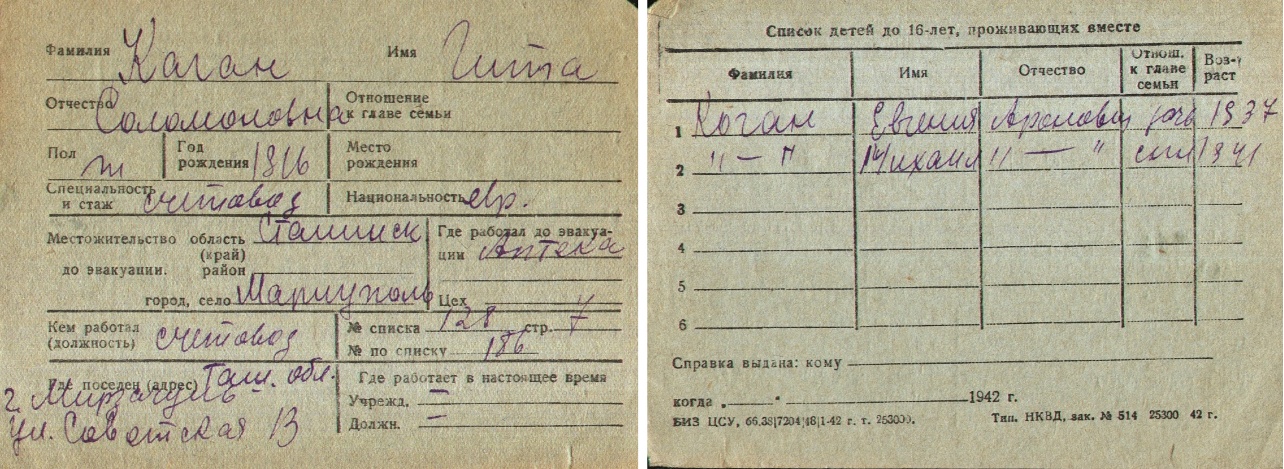 Фамилия Каган Имя Гита
Отчество Соломоновна Отношение к главе семьи
Пол ж Год рождения 1916 Место рождения
Специальность и стаж счетовод Национальность евр.
Местожительство до эвакуации. область (край) Сталинск Где работал до эвакуации Аптека
район
город, село Мариуполь Цех
Кем работал (должность) счетовод № списка 128 стр. 7
№ по списку 186
Где поселен (адрес) Таш. обл. Где работает в настоящее время
г. Мирзачуль Учрежд. —
ул. Советская 13 Должн. —
Список детей до 16-лет, проживающих вместе
Фамилия Имя Отчество Отнош. к главе семьи Возраст
1 Коган Евгения Ароновна дочь 1937
2 " — " Михаил " — " сын 1941
3
4
5
6
Справка выдана: кому
когда „ " 1942 г.
БИЗ ЦСУ, 66.38|7204|48|1-42 г. т. 253000. Тип. НКВД, зак. № 514 25300 42 г.